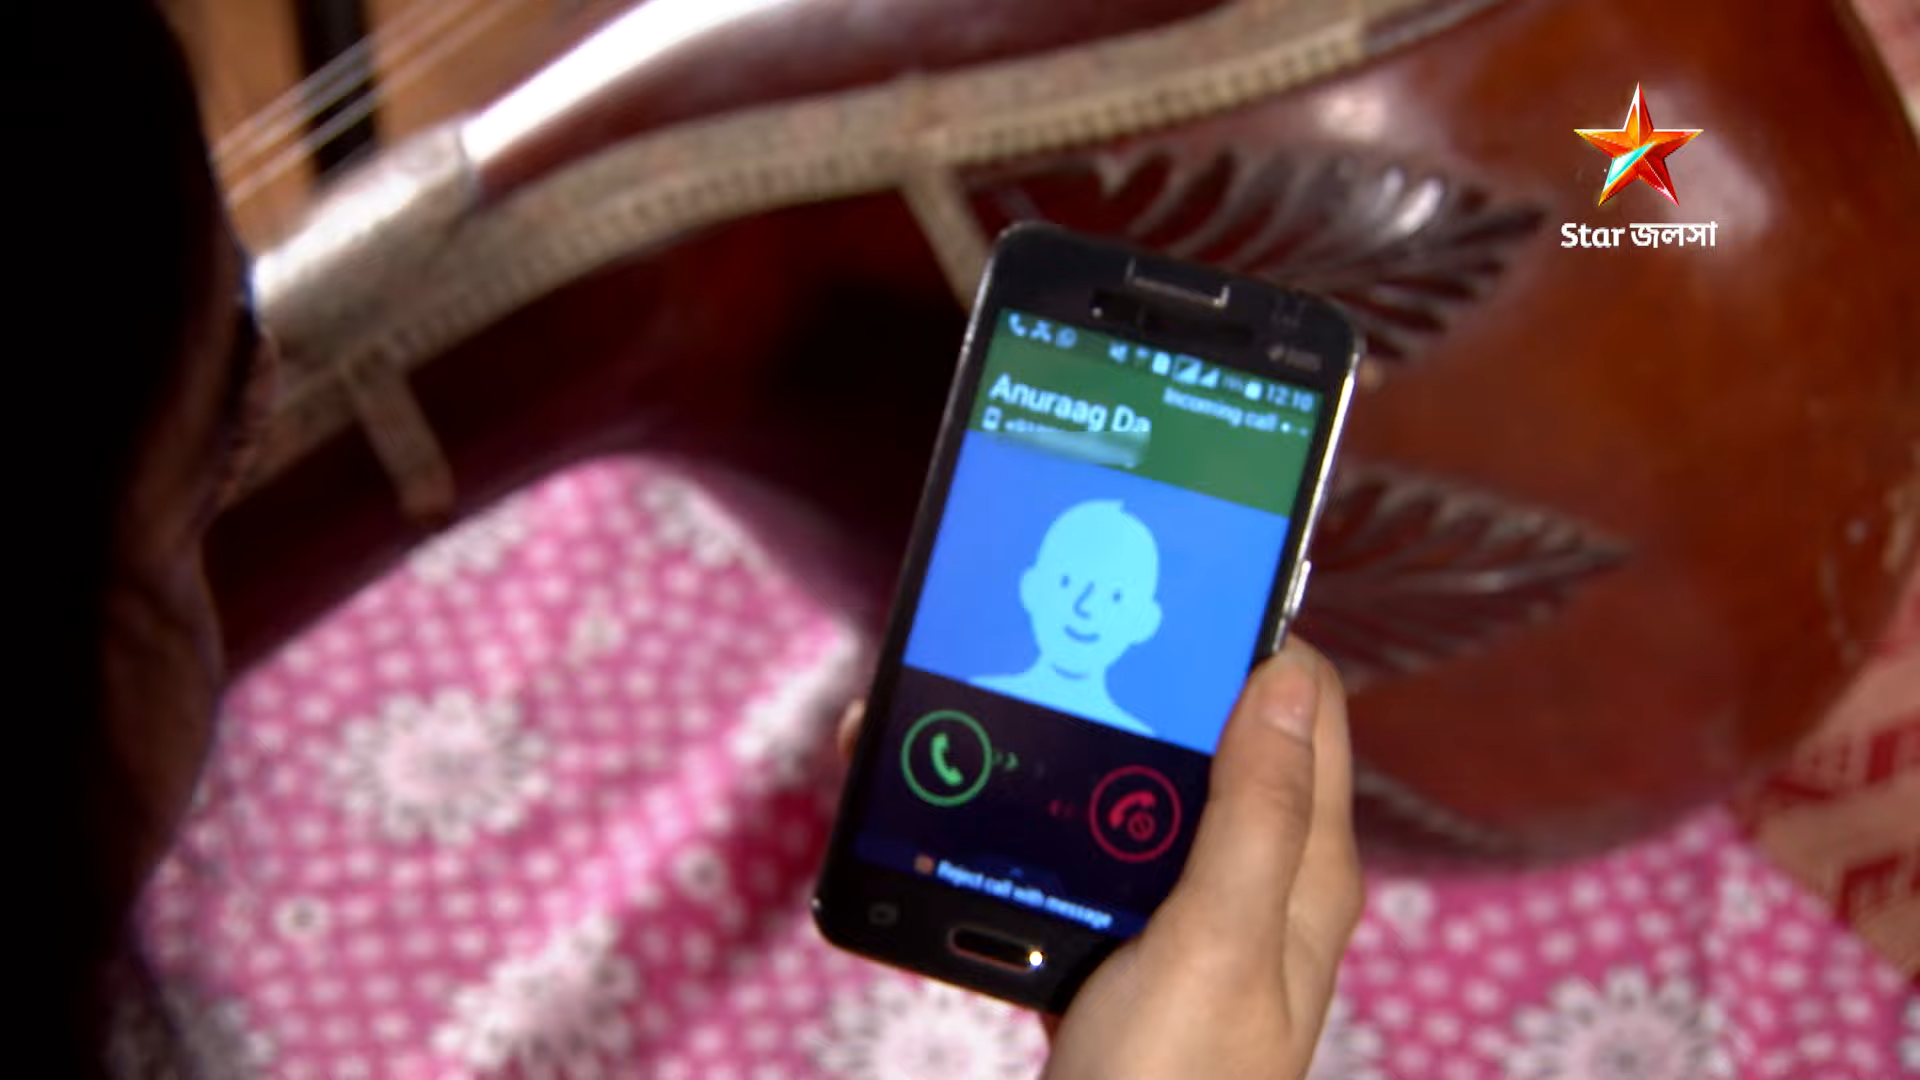 Star জলসা
12:10
Incoming call
Anuraag Da
Reject call with message